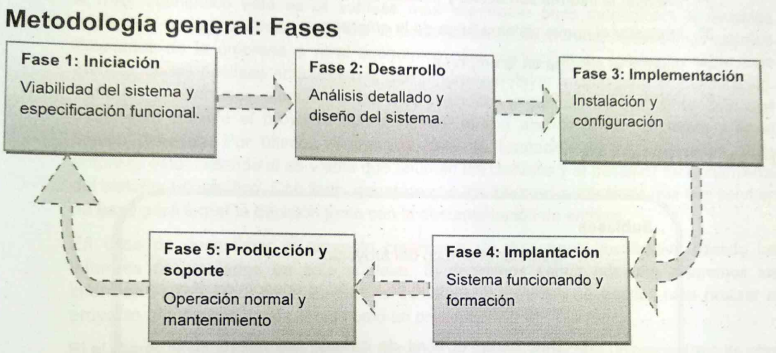 Metodología general: Fases
Fase 1: Iniciación
Viabilidad del sistema y
especificación funcional.
Fase 2: Desarrollo
Análisis detallado y
diseño del sistema.
Fase 3: Implementación
Instalación y
configuración
Fase 4: Implantación
Sistema funcionando y
formación
Fase 5: Producción y
soporte
Operación normal y
mantenimiento